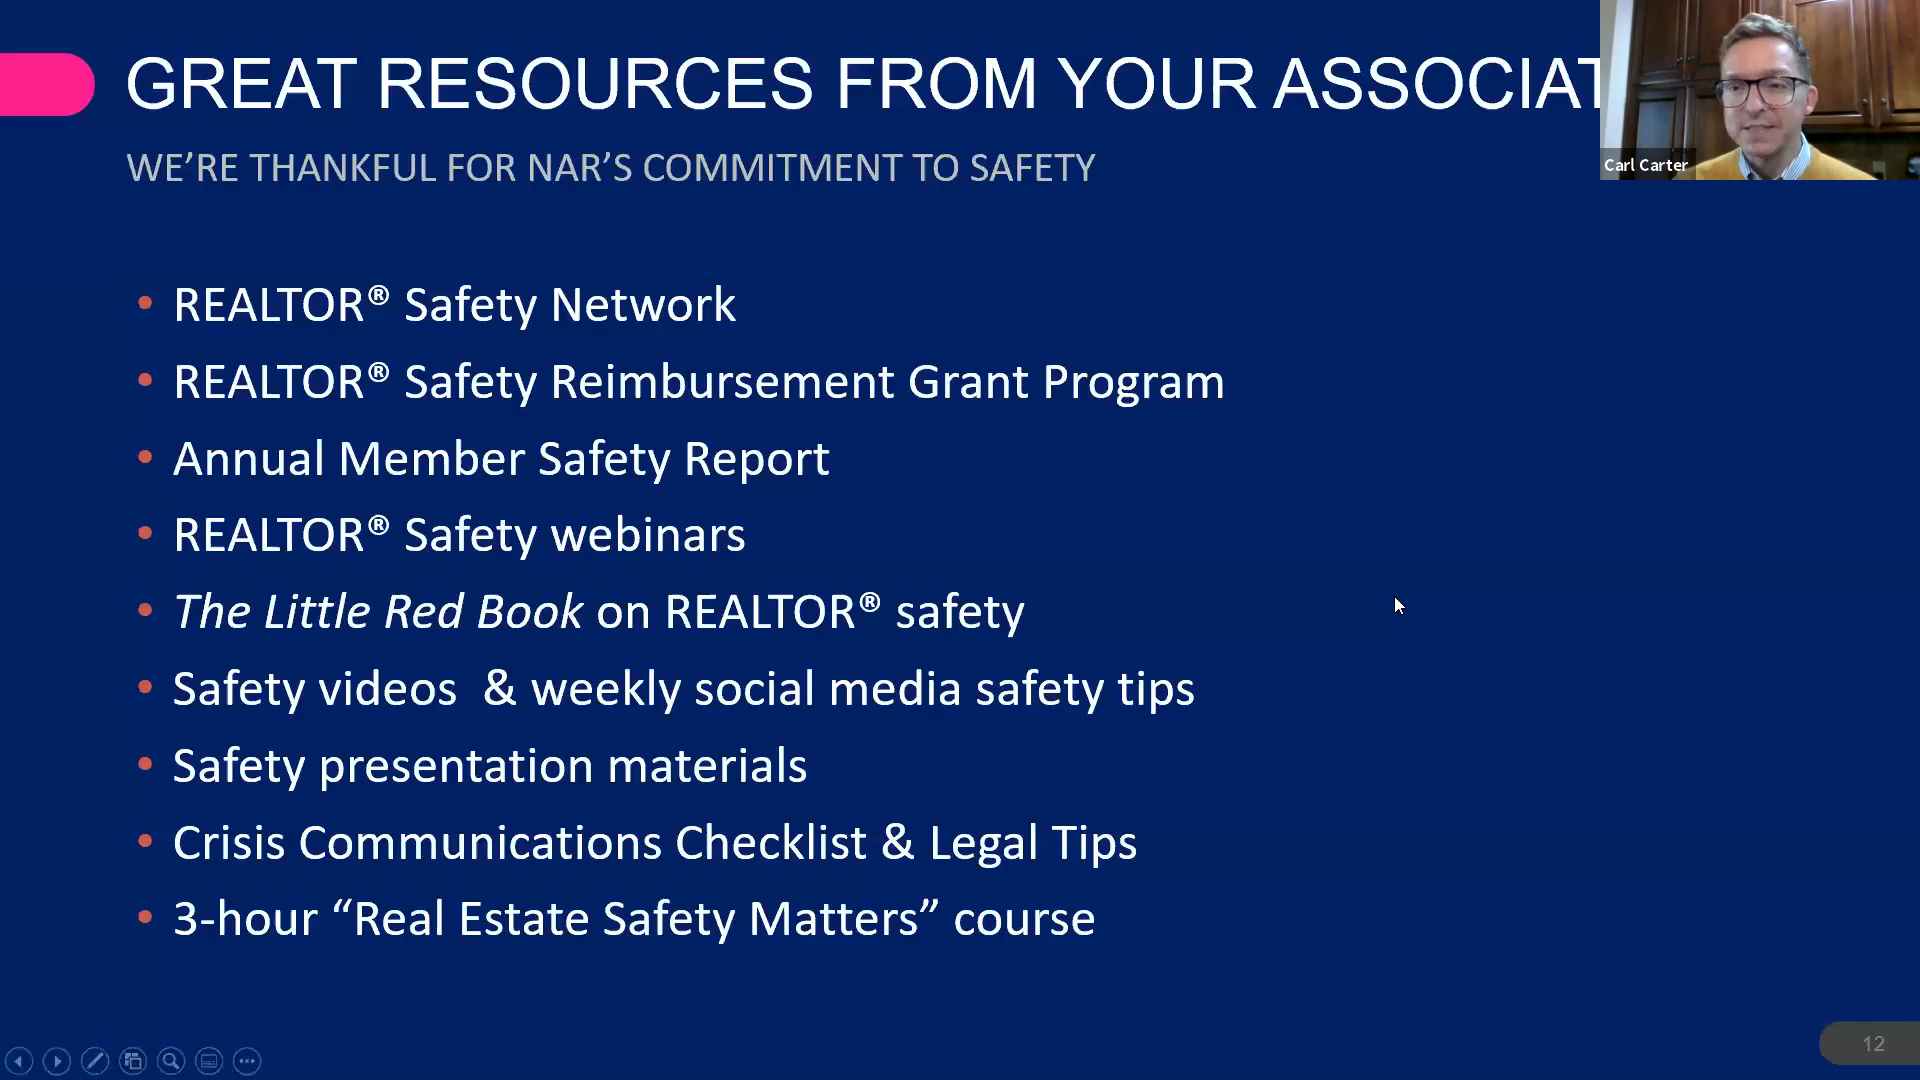 GREAT RESOURCES FROM YOUR ASSOCIAT
Carl Carter
WE’RE THANKFUL FOR NAR’S COMMITMENT TO SAFETY
• REALTOR® Safety Network
• REALTOR® Safety Reimbursement Grant Program
• Annual Member Safety Report
• REALTOR® Safety webinars
• The Little Red Book on REALTOR® safety
• Safety videos & weekly social media safety tips
• Safety presentation materials
• Crisis Communications Checklist & Legal Tips
• 3-hour “Real Estate Safety Matters” course
12